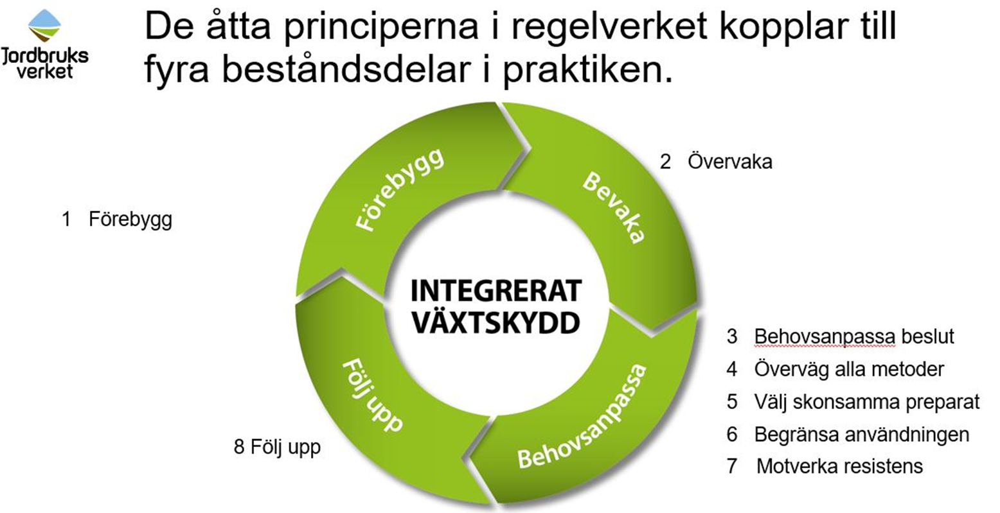 Jordbruks
verket
De åtta principerna i regelverket kopplar till
fyra beståndsdelar i praktiken.
1 Förebygg
Förebygg
Bevaka
2 Övervaka
INTEGRERAT
VÄXTSKYDD
Behovsanpassa
3 Behovsanpassa beslut
4 Överväg alla metoder
5 Välj skonsamma preparat
6 Begränsa användningen
7 Motverka resistens
Följ upp
8 Följ upp